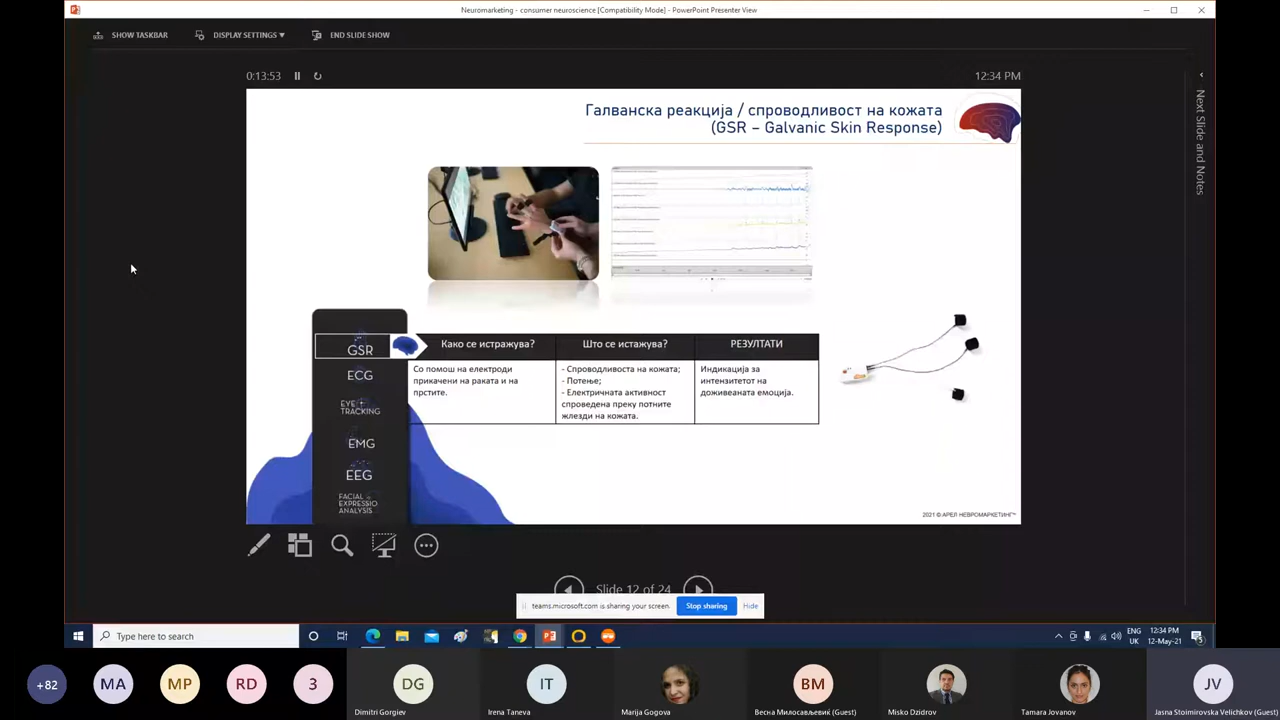 Neuromarketing - consumer neuroscience [Compatibility Mode] - PowerPoint Presenter View
SHOW TASKBAR
DISPLAY SETTINGS
END SLIDE SHOW
0:13:53
12:34 PM
Next Slide and Notes
Галванска реакција / спроводливост на кожата
(GSR – Galvanic Skin Response)
GSR
ECG
EYE
TRACKING
EMG
EEG
FACIAL
EXPRESSIO
ANALYSIS
Како се истражува?
Што се истажува?
РЕЗУЛТАТИ
Со помош на електроди
прикачени на раката и на
прстите.
- Спроводливоста на кожата;
- Потење;
- Електричната активност
спроведена преку потните
жлезди на кожата.
Индикација за
интензитетот на
доживеаната емоција.
2021 © АРЕЛ НЕВРОМАРКЕТИНГ™
Slide 12 of 24
teams.microsoft.com is sharing your screen.
Stop sharing
Hide
Type here to search
ENG
UK
12:34 PM
12-May-21
+82
MA
MP
RD
3
DG
IT
BM
JV
Dimitri Gorgiev
Irena Taneva
Marija Gogova
Весна Милосављевиќ (Guest)
Misko Dzidrov
Tamara Jovanov
Jasna Stoimirovska Velichkov (Guest)